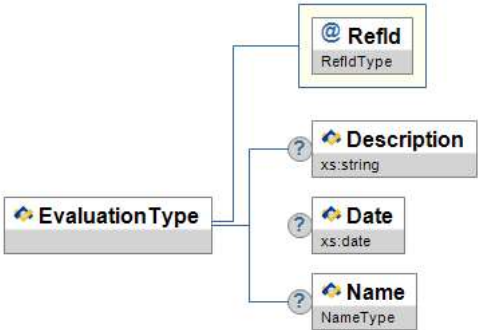 @ RefId
RefIdType
? Description
xs:string
EvaluationType
? Date
xs:date
? Name
NameType